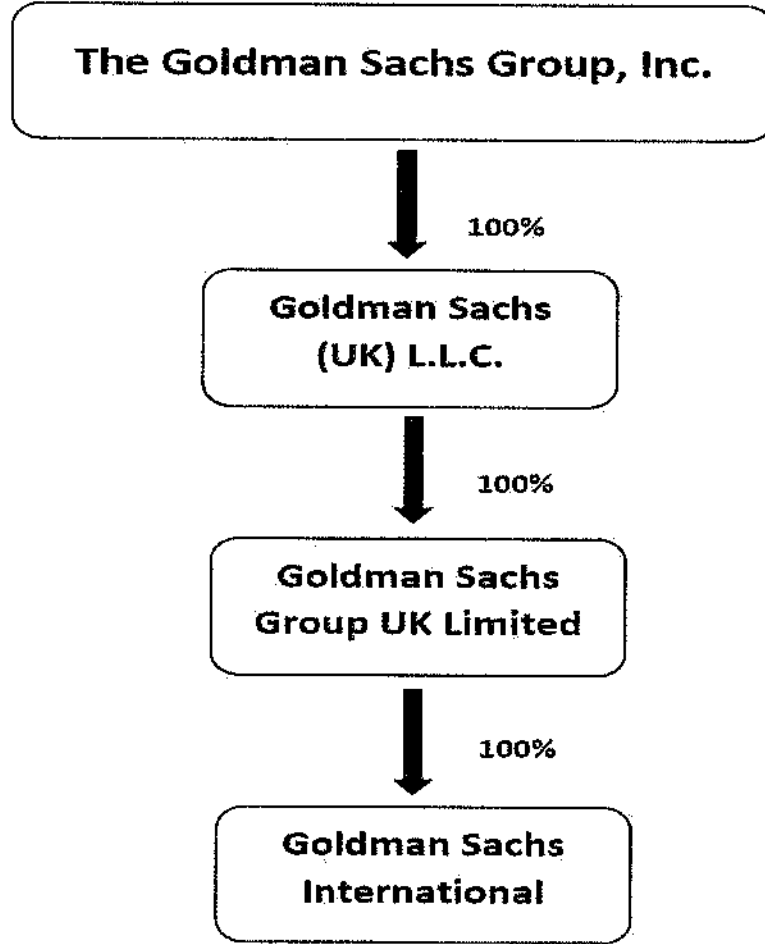 The Goldman Sachs Group, Inc.
100%
Goldman Sachs
(UK) L.L.C.
100%
Goldman Sachs
Group UK Limited
100%
Goldman Sachs
International